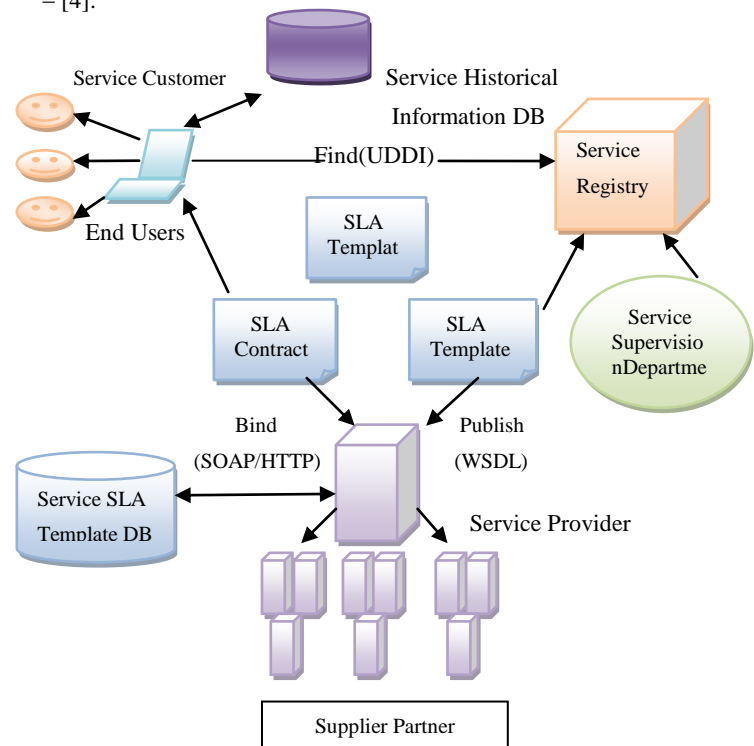 – [4].
Service Customer
Service Historical
Information DB
Find(UDDI)
Service
Registry
End Users
SLA
Templat
SLA
Contract
SLA
Template
Service
Supervisio
nDepartme
Bind
(SOAP/HTTP)
Publish
(WSDL)
Service SLA
Template DB
Service Provider
Supplier Partner